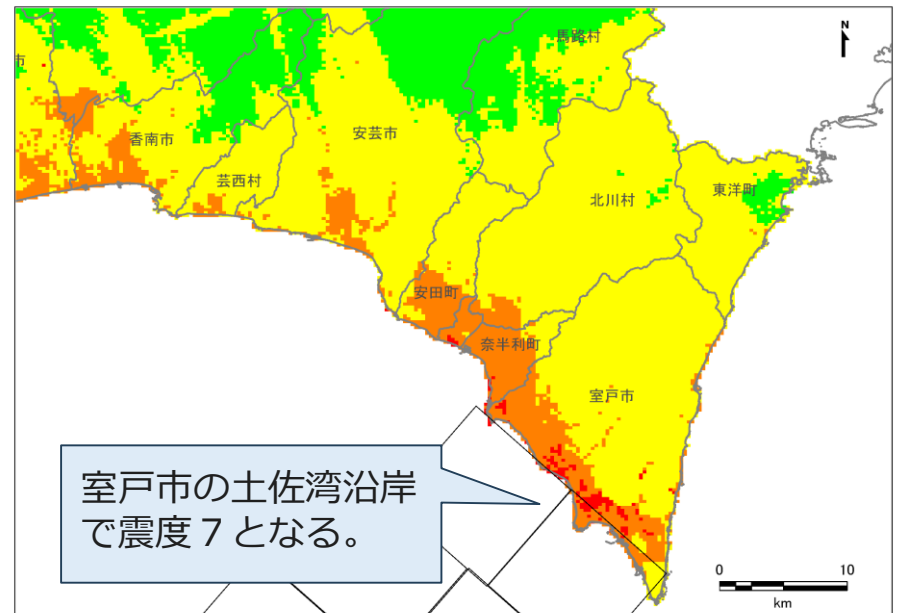 馬路村
N
市
香南市
安芸市
芸西村
北川村
東洋町
安田町
奈半利町
室戸市
室戸市の土佐湾沿岸
で震度７となる。
0 10
km